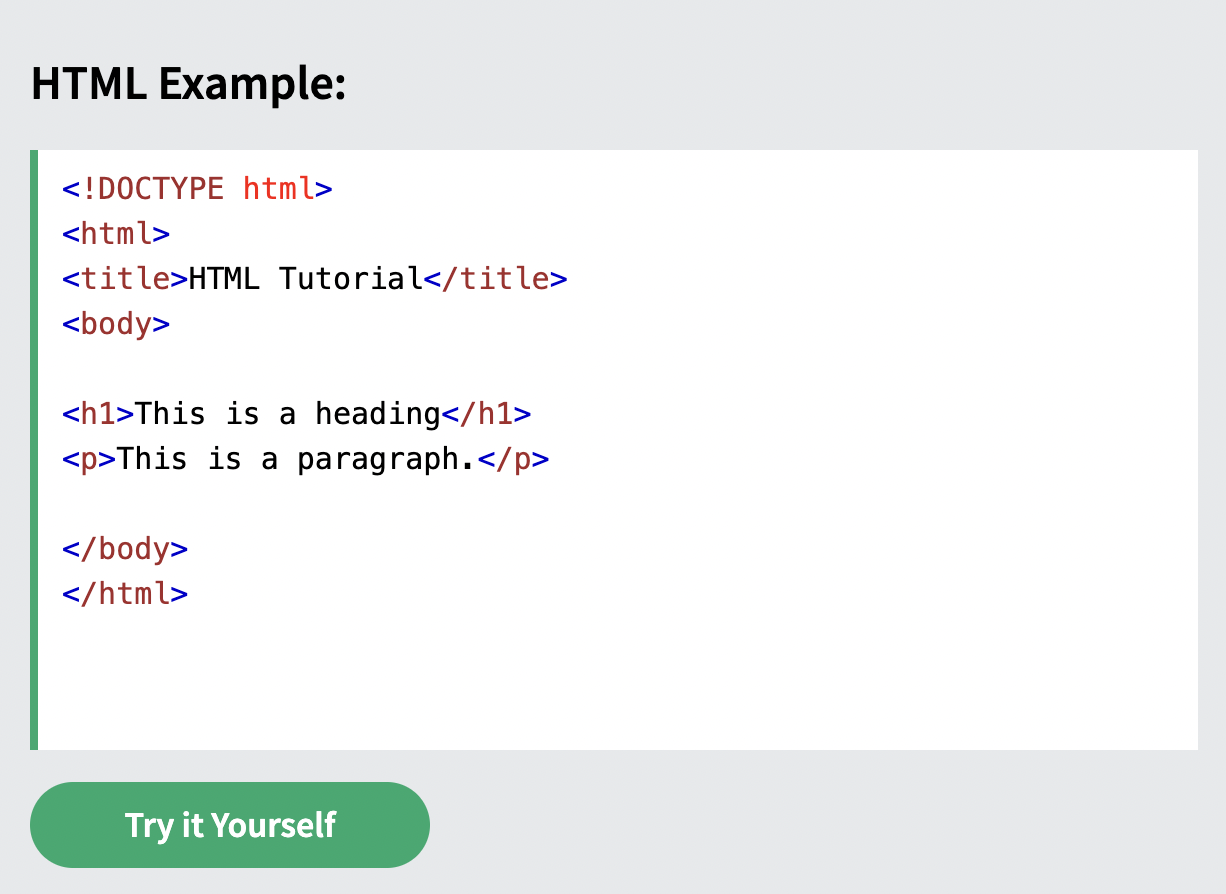 HTML Example:
<!DOCTYPE html>
<html>
<title>HTML Tutorial</title>
<body>
<h1>This is a heading</h1>
<p>This is a paragraph.</p>
</body>
</html>
Try it Yourself